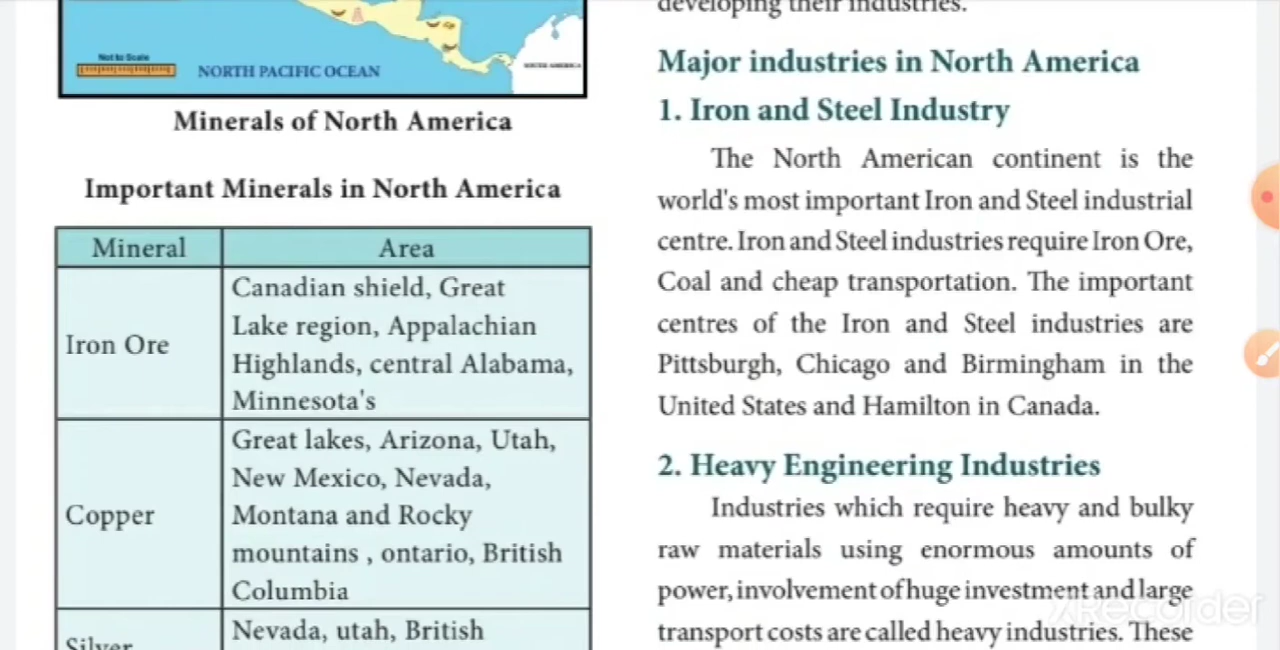 Not to Scale
NORTH PACIFIC OCEAN
SOUTH AMERICA
Minerals of North America
Important Minerals in North America
Mineral Area
Iron Ore
Canadian shield, Great
Lake region, Appalachian
Highlands, central Alabama,
Minnesota's
Copper
Great lakes, Arizona, Utah,
New Mexico, Nevada,
Montana and Rocky
mountains , ontario, British
Columbia
Silver
Nevada, utah, British
developing their industries.
Major industries in North America
1. Iron and Steel Industry
The North American continent is the
world's most important Iron and Steel industrial
centre. Iron and Steel industries require Iron Ore,
Coal and cheap transportation. The important
centres of the Iron and Steel industries are
Pittsburgh, Chicago and Birmingham in the
United States and Hamilton in Canada.
2. Heavy Engineering Industries
Industries which require heavy and bulky
raw materials using enormous amounts of
power, involvement of huge investment and large
transport costs are called heavy industries. These
XRecorder